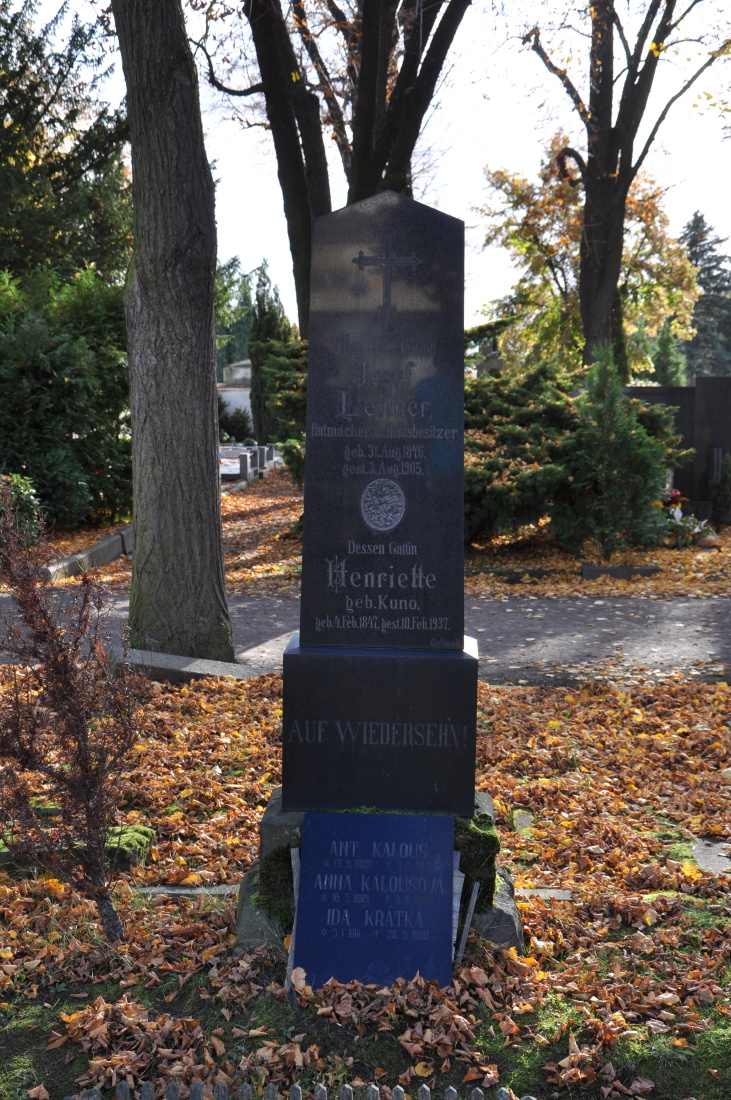 Josef
Hutmacher u. Hausbesitzer
geb. 31. Aug. 1846.
gest. 3. Aug. 1905.
Dessen Gattin
Henriette
geb. Kuno.
geb. 4. Feb. 1847, gest. 10. Feb. 1937.
AUF WIEDERSEHN!
ANT. KALOUS
ANNA KALOUSOVÁ
IDA KRATKA